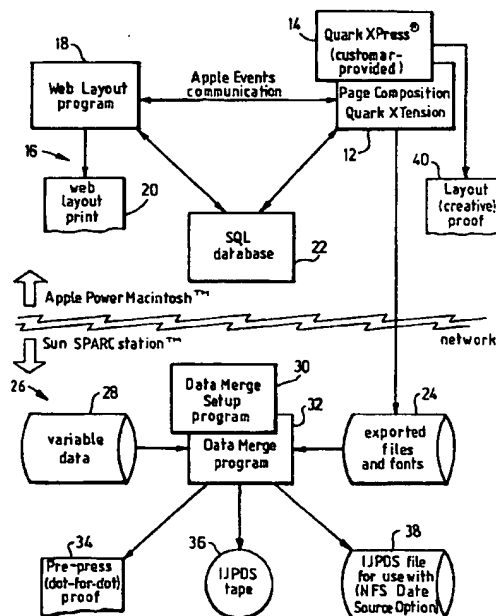 14
Quark XPress®
(customar-
provided)
18
Web Layout
program
Apple Events
communication
Page Composition
Quark XTension
12
16
20
web
layout
print
40
Layout
(creative)
proof
SQL
database
22
Apple Power Macintosh™
network
Sun SPARC station™
26
28
variable
data
30
Data Merge
Setup
program
32
Data Merge
program
24
exported
files
and fonts
34
Pre-press
(dot-for-dot)
proof
36
IJPDS
tape
38
IJPDS file
for use with
(NFS Date
Source Option)